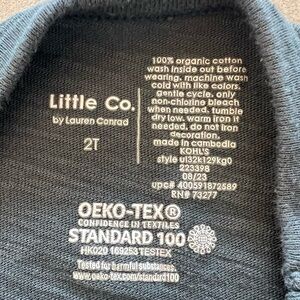 Little Co.
by Lauren Conrad
2T
100% organic cotton
wash inside out before
wearing. machine wash
cold with like colors.
gentle cycle. only
non-chlorine bleach
when needed. tumble
dry low. warm iron if
needed. do not iron
decoration.
made in cambodia
KOHL'S
style ul32k129kg0
223398
08/23
upc# 400591872589
RN# 73277
OEKO-TEX®
CONFIDENCE IN TEXTILES
STANDARD 100
HK020 169253 TESTEX
Tested for harmful substances.
www.oeko-tex.com/standard100